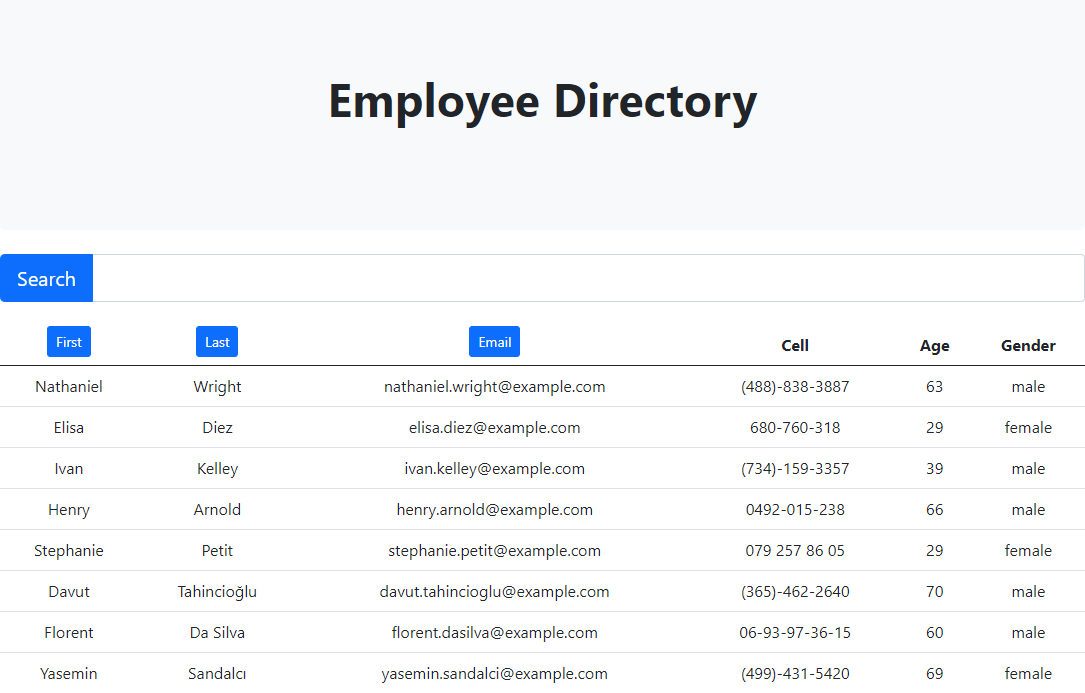 Employee Directory
Search
First Last Email Cell Age Gender
Nathaniel Wright nathaniel.wright@example.com (488)-838-3887 63 male
Elisa Diez elisa.diez@example.com 680-760-318 29 female
Ivan Kelley ivan.kelley@example.com (734)-159-3357 39 male
Henry Arnold henry.arnold@example.com 0492-015-238 66 male
Stephanie Petit stephanie.petit@example.com 079 257 86 05 29 female
Davut Tahincioğlu davut.tahincioglu@example.com (365)-462-2640 70 male
Florent Da Silva florent.dasilva@example.com 06-93-97-36-15 60 male
Yasemin Sandalcı yasemin.sandalci@example.com (499)-431-5420 69 female